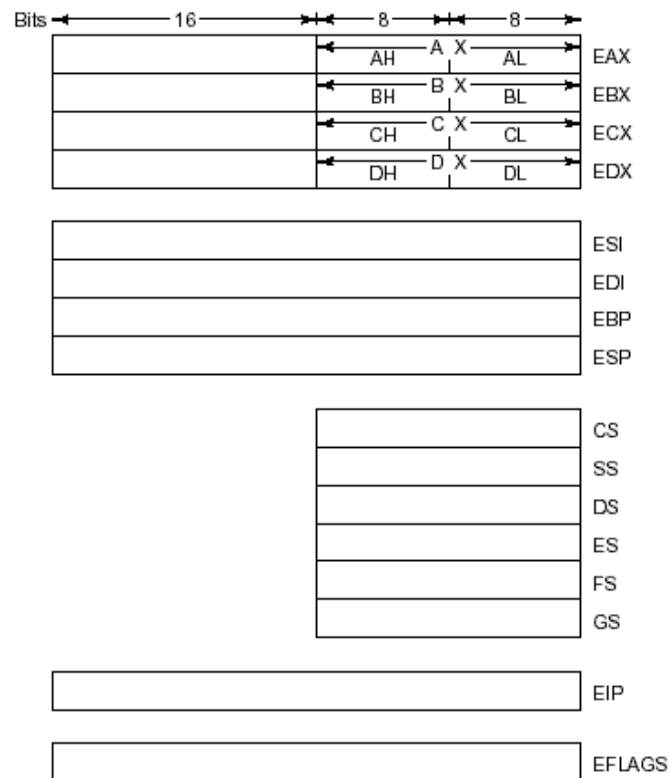 Bits 16 8 8
A X
AH AL EAX
B X
BH BL EBX
C X
CH CL ECX
D X
DH DL EDX
ESI
EDI
EBP
ESP
CS
SS
DS
ES
FS
GS
EIP
EFLAGS